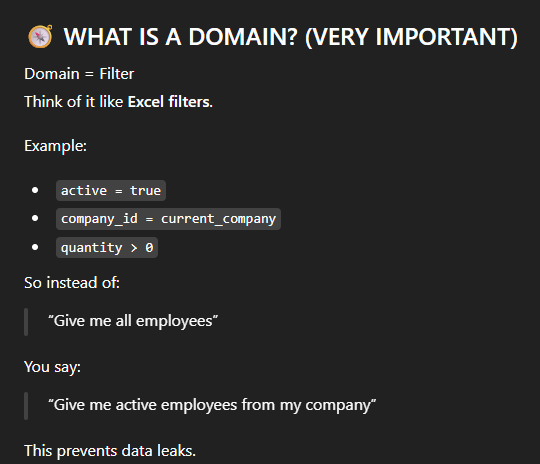 🧭 WHAT IS A DOMAIN? (VERY IMPORTANT)
Domain = Filter
Think of it like Excel filters.
Example:
• active = true
• company_id = current_company
• quantity > 0
So instead of:
“Give me all employees”
You say:
“Give me active employees from my company”
This prevents data leaks.